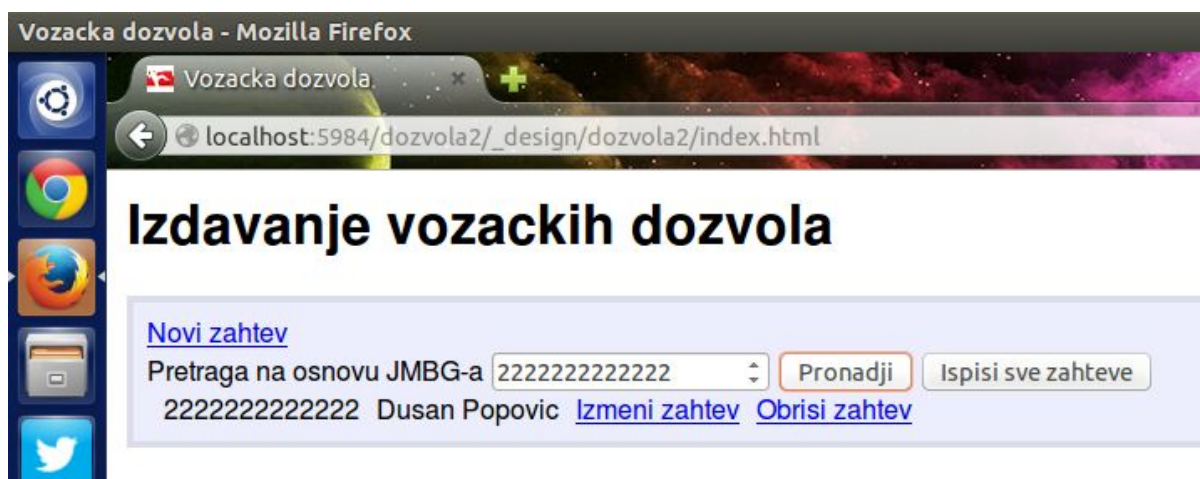 Vozacka dozvola - Mozilla Firefox
Vozacka dozvola
localhost:5984/dozvola2/_design/dozvola2/index.html
Izdavanje vozackih dozvola
Novi zahtev
Pretraga na osnovu JMBG-a 2222222222222 Pronadji Ispisi sve zahteve
2222222222222 Dusan Popovic Izmeni zahtev Obrisi zahtev